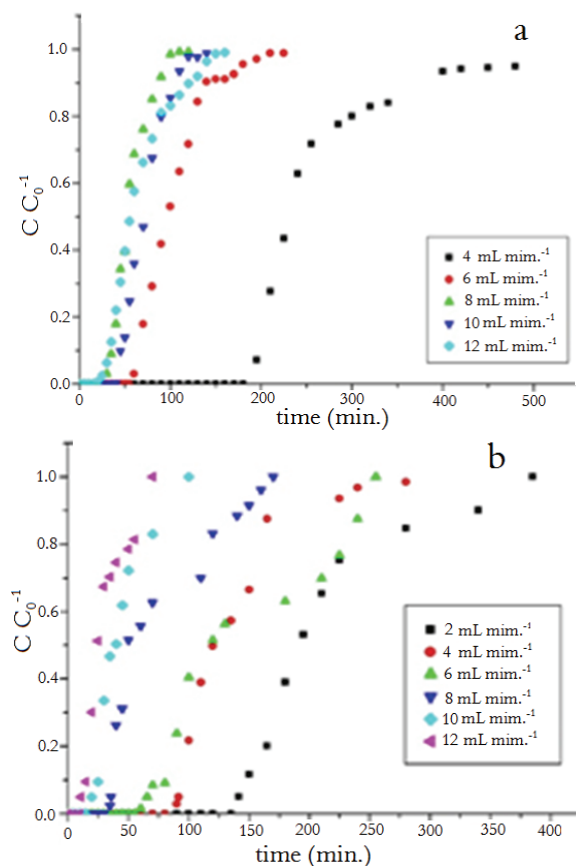 a
1.0
0.8
0.6
0.4
0.2
0.0
C C₀⁻¹
4 mL mim.⁻¹
6 mL mim.⁻¹
8 mL mim.⁻¹
10 mL mim.⁻¹
12 mL mim.⁻¹
0 100 200 300 400 500
time (min.)
b
1.0
0.8
0.6
0.4
0.2
0.0
C C₀⁻¹
2 mL mim.⁻¹
4 mL mim.⁻¹
6 mL mim.⁻¹
8 mL mim.⁻¹
10 mL mim.⁻¹
12 mL mim.⁻¹
0 50 100 150 200 250 300 350 400
time (min.)